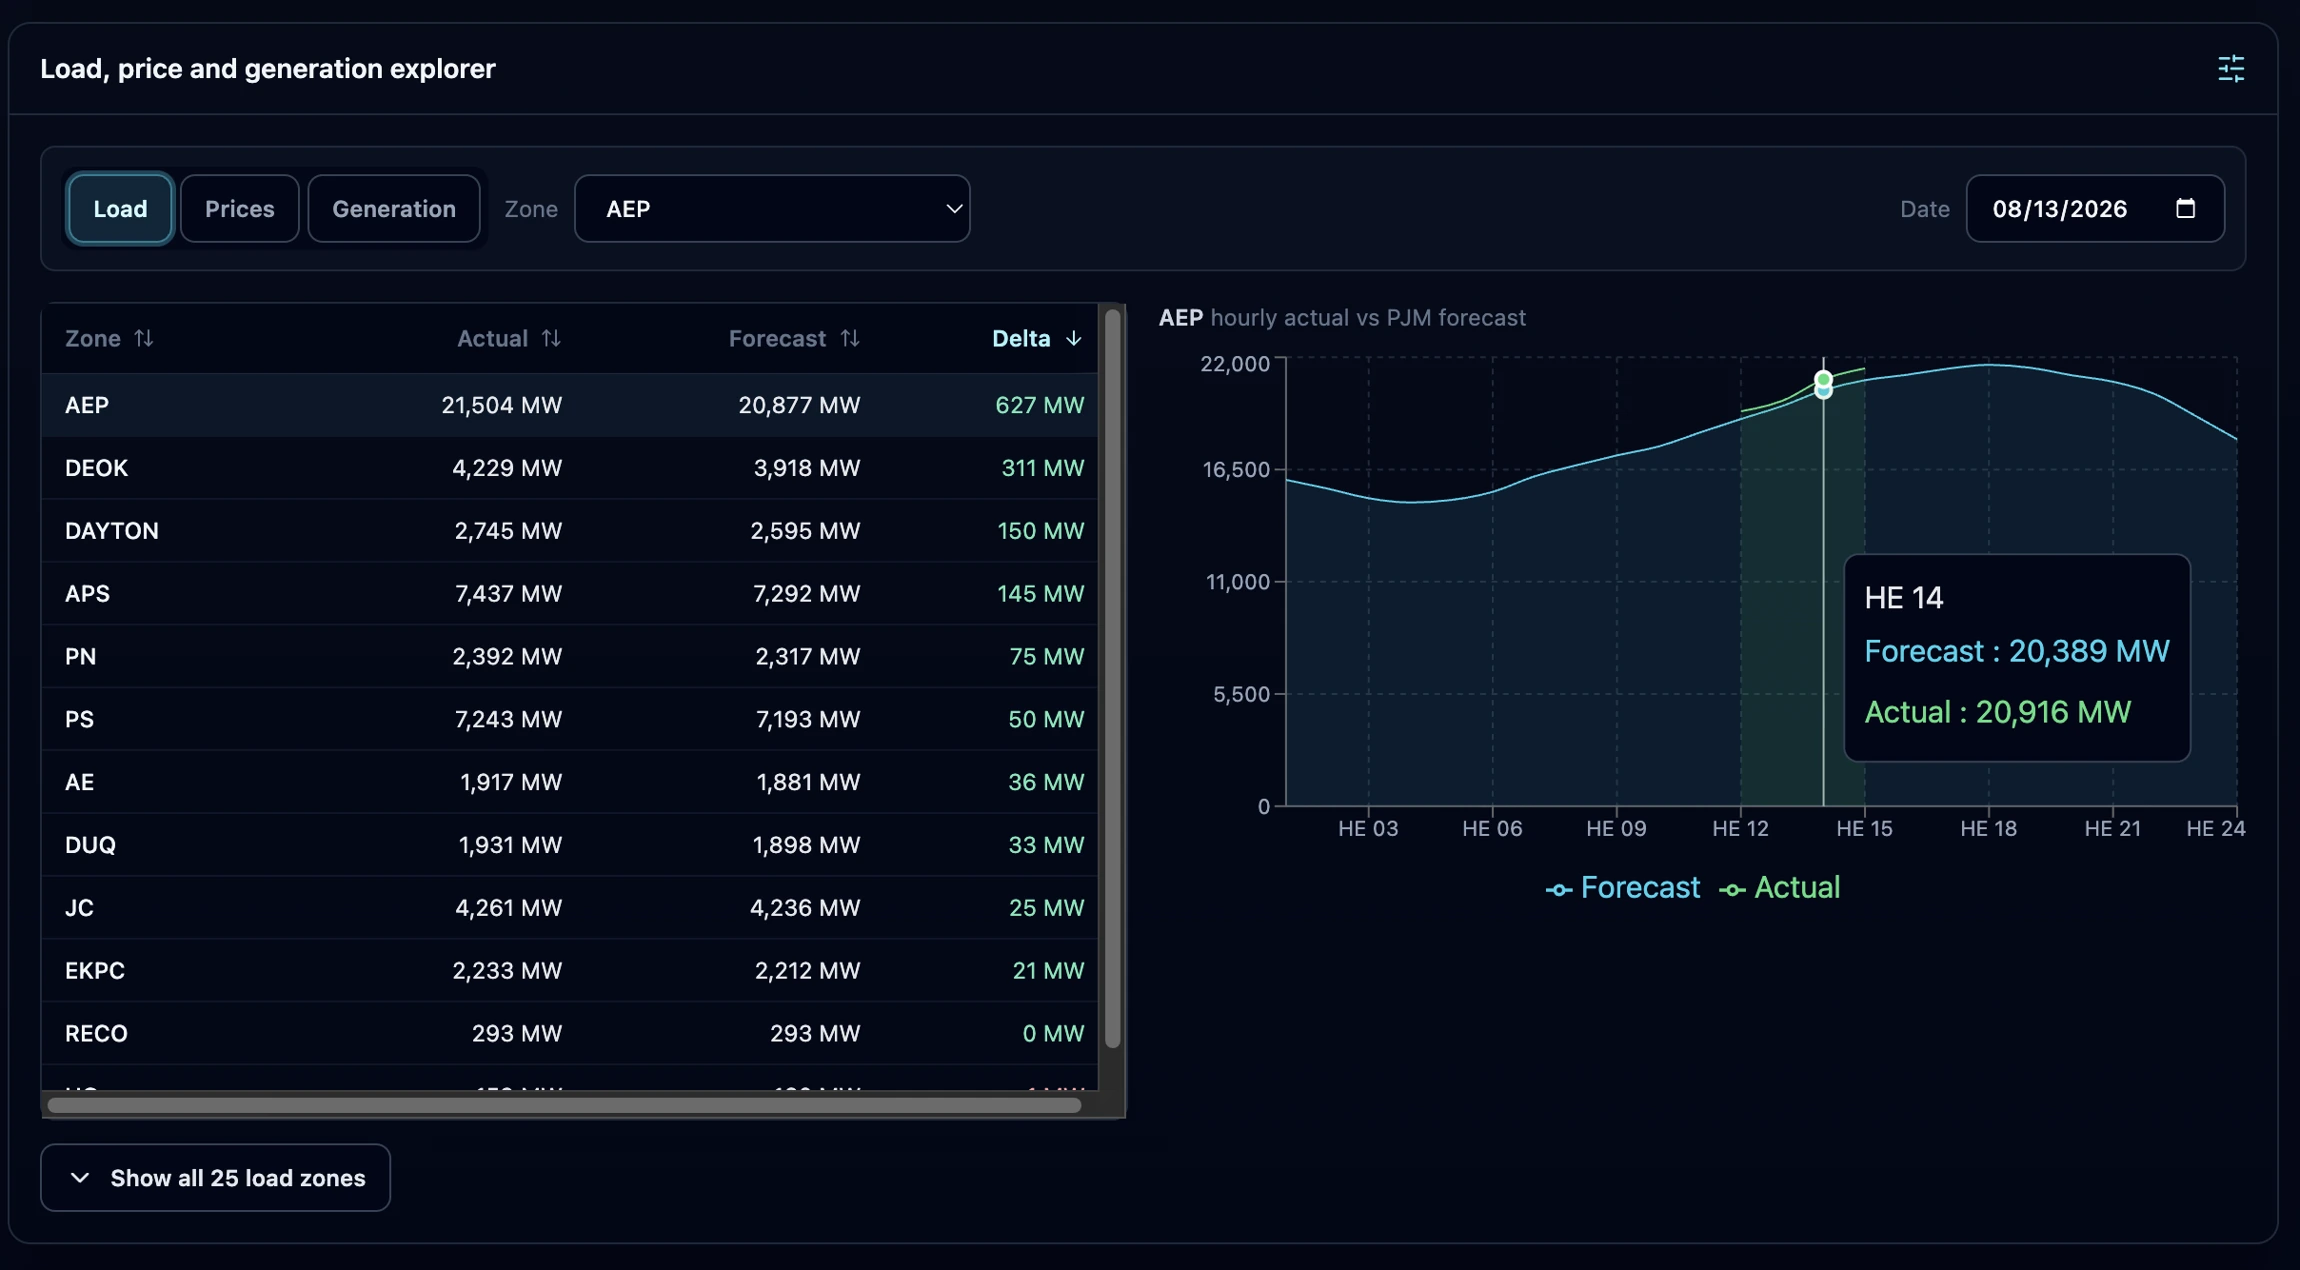 Load, price and generation explorer
Load Prices Generation Zone AEP Date 08/13/2026
Zone Actual Forecast Delta
AEP 21,504 MW 20,877 MW 627 MW
DEOK 4,229 MW 3,918 MW 311 MW
DAYTON 2,745 MW 2,595 MW 150 MW
APS 7,437 MW 7,292 MW 145 MW
PN 2,392 MW 2,317 MW 75 MW
PS 7,243 MW 7,193 MW 50 MW
AE 1,917 MW 1,881 MW 36 MW
DUQ 1,931 MW 1,898 MW 33 MW
JC 4,261 MW 4,236 MW 25 MW
EKPC 2,233 MW 2,212 MW 21 MW
RECO 293 MW 293 MW 0 MW
Show all 25 load zones
AEP hourly actual vs PJM forecast
22,000
16,500
11,000
5,500
0
HE 03 HE 06 HE 09 HE 12 HE 15 HE 18 HE 21 HE 24
HE 14
Forecast : 20,389 MW
Actual : 20,916 MW
Forecast Actual